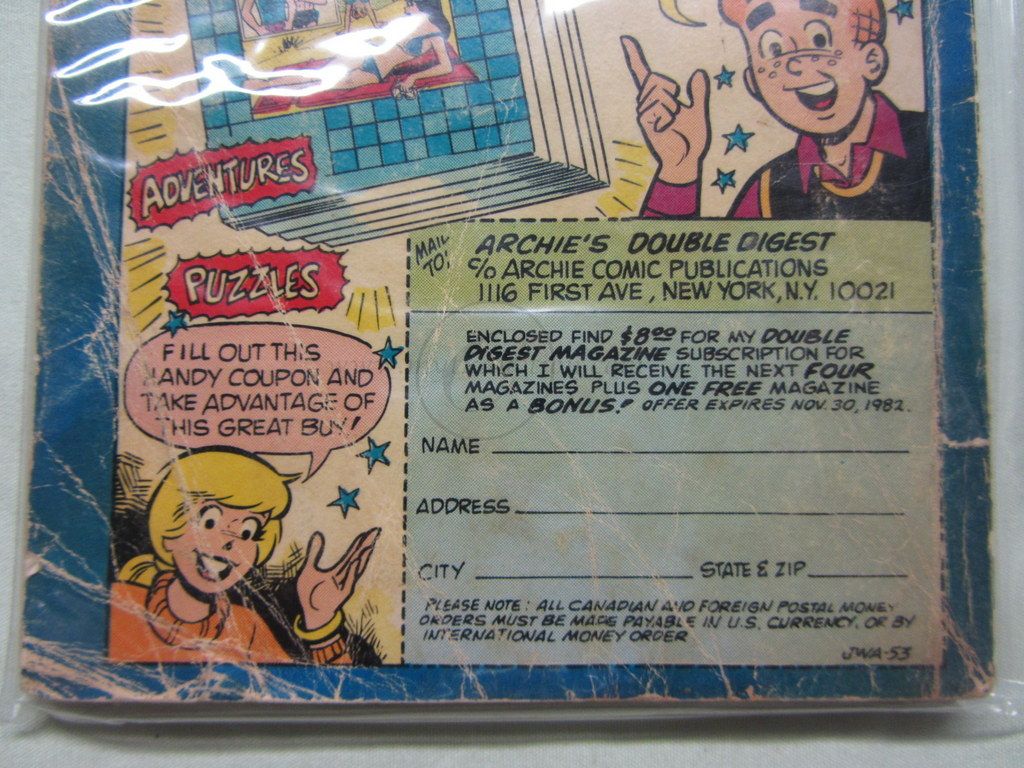 ADVENTURES
PUZZLES
FILL OUT THIS
HANDY COUPON AND
TAKE ADVANTAGE OF
THIS GREAT BUY!
MAIL
TO:
ARCHIE'S DOUBLE DIGEST
c/o ARCHIE COMIC PUBLICATIONS
1116 FIRST AVE, NEW YORK, N.Y. 10021
ENCLOSED FIND $8.00 FOR MY DOUBLE
DIGEST MAGAZINE SUBSCRIPTION FOR
WHICH I WILL RECEIVE THE NEXT FOUR
MAGAZINES PLUS ONE FREE MAGAZINE
AS A BONUS! OFFER EXPIRES NOV. 30, 1982.
NAME
ADDRESS
CITY STATE & ZIP
PLEASE NOTE: ALL CANADIAN AND FOREIGN POSTAL MONEY
ORDERS MUST BE MADE PAYABLE IN U.S. CURRENCY, OR BY
INTERNATIONAL MONEY ORDER
JWA-53